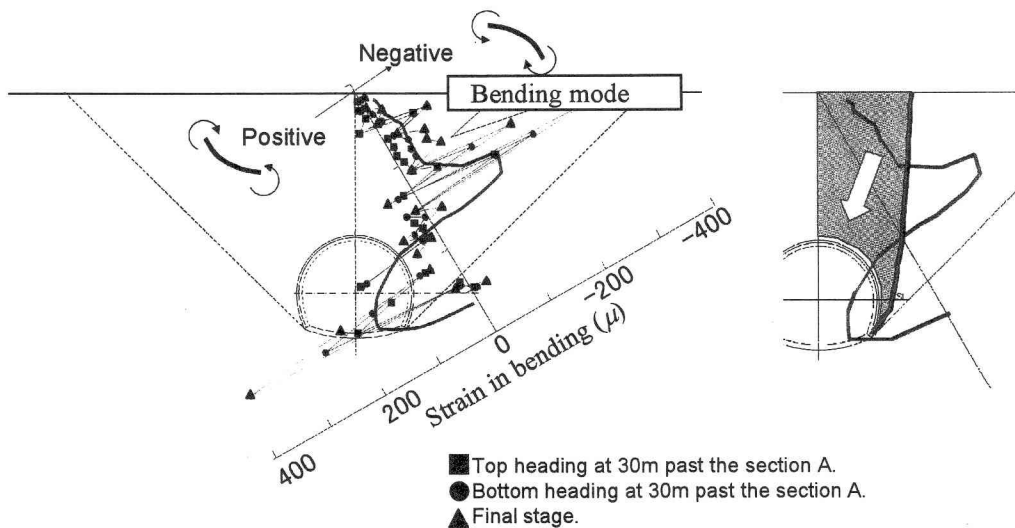 Negative
Bending mode
Positive
-400
-200
0
200
400
Strain in bending (μ)
Top heading at 30m past the section A.
Bottom heading at 30m past the section A.
Final stage.